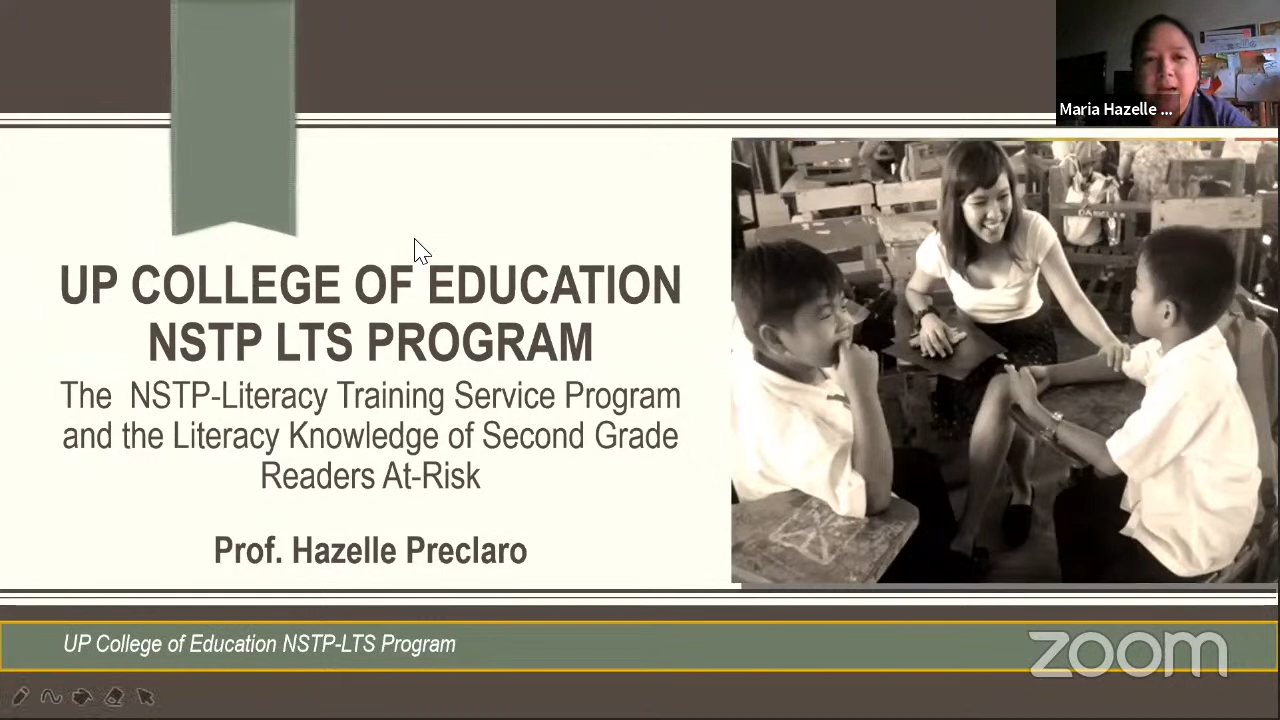 Maria Hazelle ...
UP COLLEGE OF EDUCATION
NSTP LTS PROGRAM
The NSTP-Literacy Training Service Program
and the Literacy Knowledge of Second Grade
Readers At-Risk
Prof. Hazelle Preclaro
UP College of Education NSTP-LTS Program
zoom